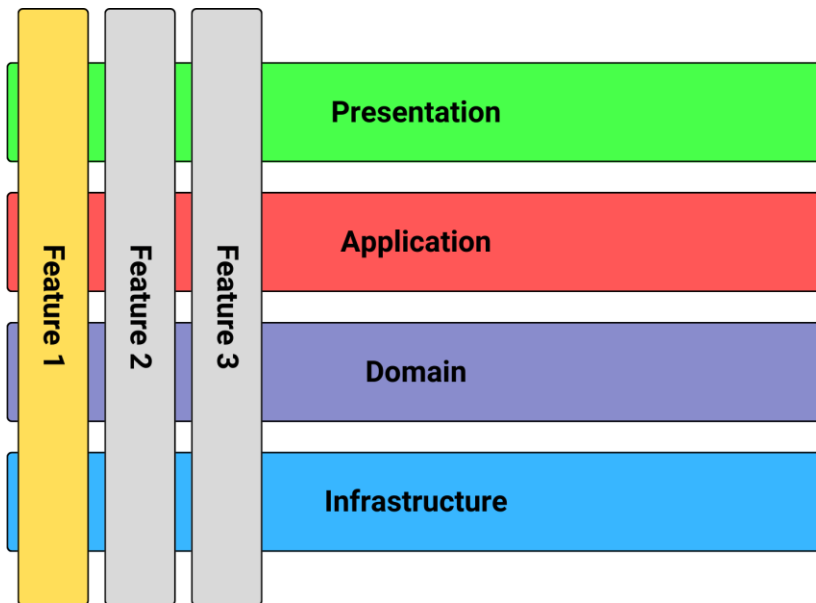 Presentation
Application
Feature 1
Feature 2
Feature 3
Domain
Infrastructure